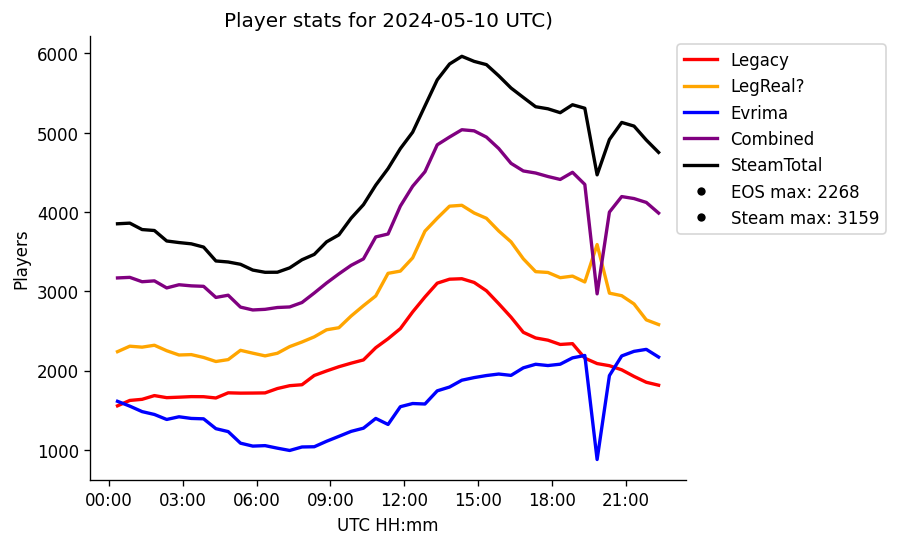 Player stats for 2024-05-10 UTC)
Players
6000
5000
4000
3000
2000
1000
00:00 03:00 06:00 09:00 12:00 15:00 18:00 21:00
UTC HH:mm
Legacy
LegReal?
Evrima
Combined
SteamTotal
EOS max: 2268
Steam max: 3159